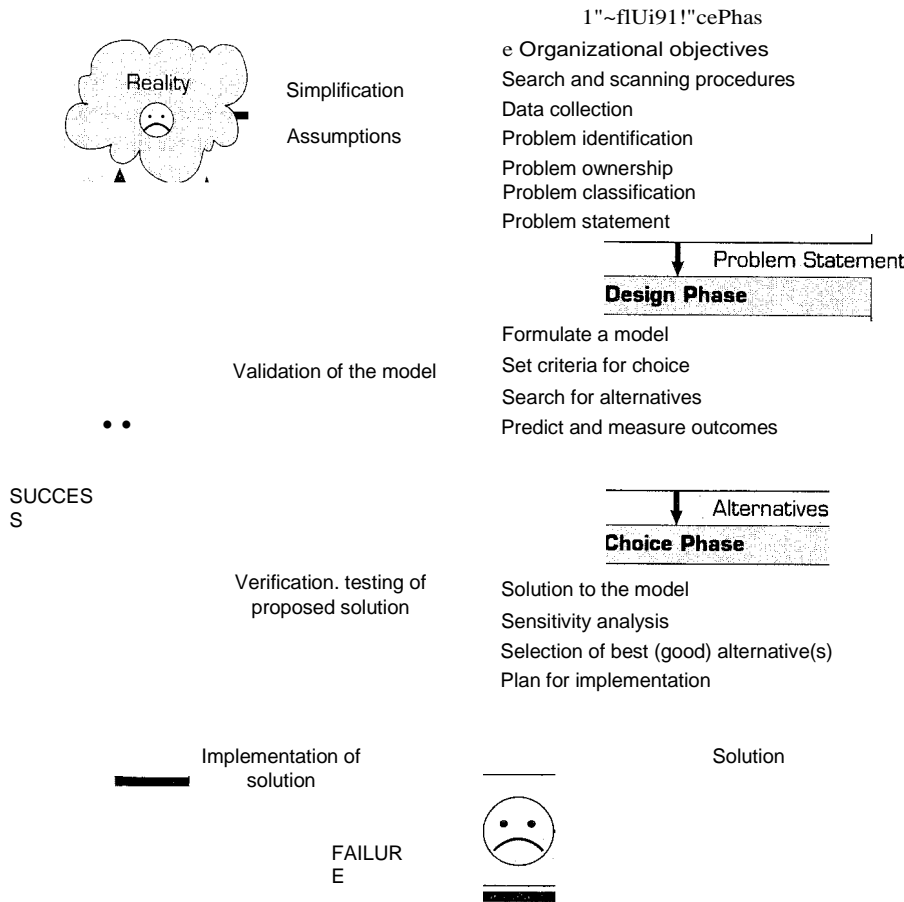 1"~flUi91!"cePhas
e Organizational objectives
Reality
Simplification
Assumptions
Search and scanning procedures
Data collection
Problem identification
Problem ownership
Problem classification
Problem statement
Problem Statement
Design Phase
Validation of the model
Formulate a model
Set criteria for choice
Search for alternatives
Predict and measure outcomes
SUCCES
S
Alternatives
Choice Phase
Verification. testing of
proposed solution
Solution to the model
Sensitivity analysis
Selection of best (good) alternative(s)
Plan for implementation
Implementation of
solution
Solution
FAILUR
E